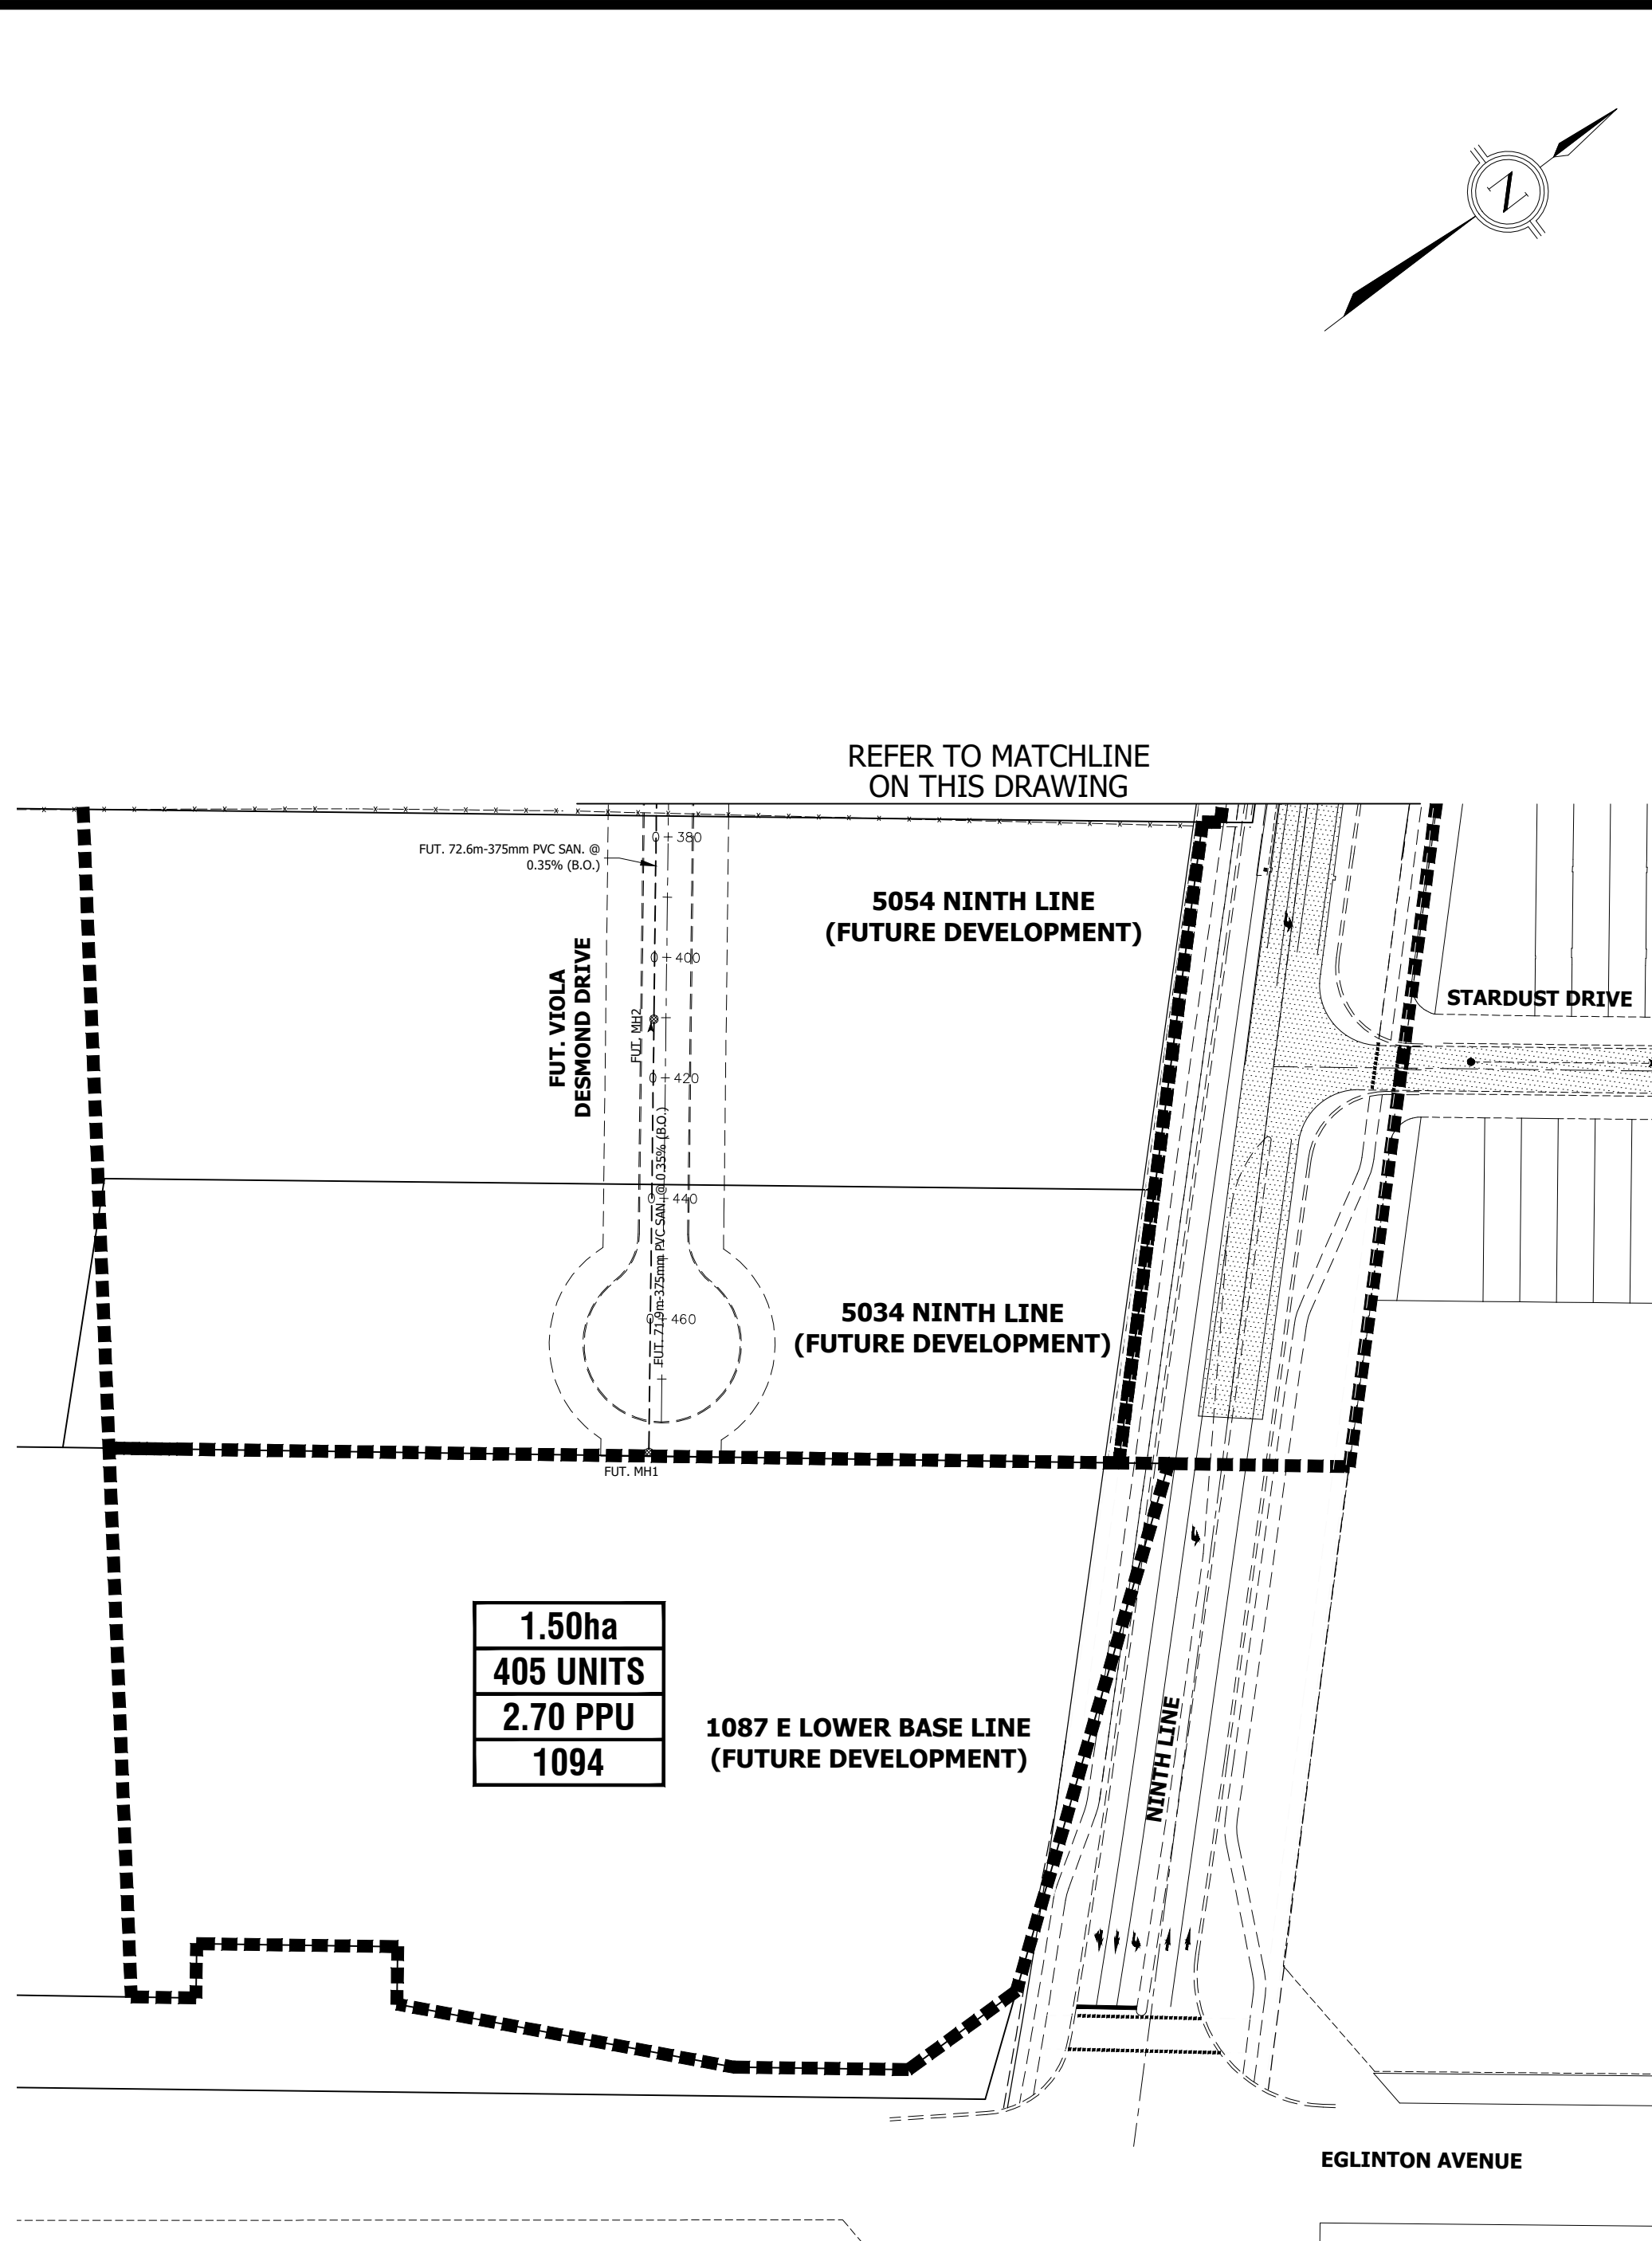 N
REFER TO MATCHLINE
ON THIS DRAWING
0+380
FUT. 72.6m-375mm PVC SAN. @
0.35% (B.O.)
5054 NINTH LINE
(FUTURE DEVELOPMENT)
0+400
FUT. VIOLA
DESMOND DRIVE
STARDUST DRIVE
FUT. MH2
0+420
FUT. 71.9m-375mm PVC SAN. @ 0.35% (B.O.)
0+440
5034 NINTH LINE
(FUTURE DEVELOPMENT)
0+460
FUT. MH1
1.50ha
405 UNITS
2.70 PPU
1094
1087 E LOWER BASE LINE
(FUTURE DEVELOPMENT)
NINTH LINE
EGLINTON AVENUE